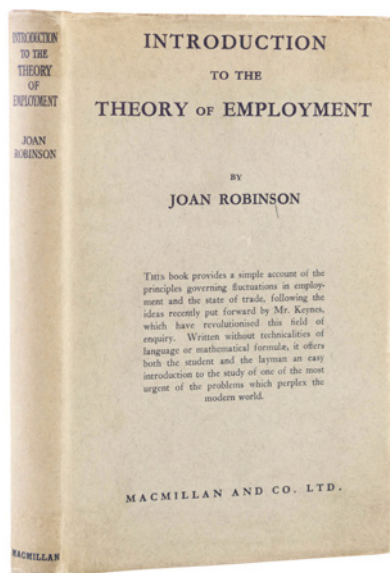 INTRODUCTION
TO THE
THEORY
OF
EMPLOYMENT
JOAN
ROBINSON
MACMILLAN
INTRODUCTION
TO THE
THEORY OF EMPLOYMENT
BY
JOAN ROBINSON
THIS book provides a simple account of the
principles governing fluctuations in employ-
ment and the state of trade, following the
ideas recently put forward by Mr. Keynes,
which have revolutionised this field of
enquiry. Written without technicalities of
language or mathematical formulæ, it offers
both the student and the layman an easy
introduction to the study of one of the most
urgent of the problems which perplex the
modern world.
MACMILLAN AND CO. LTD.